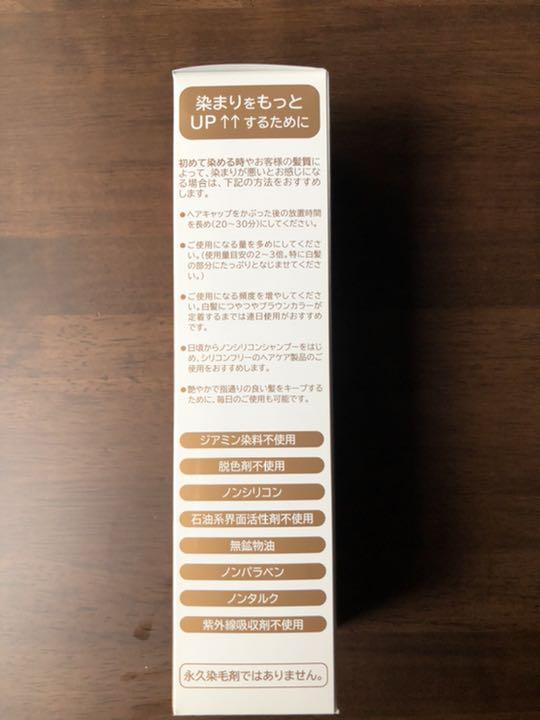 染まりをもっと
UP↑↑するために
初めて染める時やお客様の髪質に
よって、染まりが悪いとお感じにな
る場合は、下記の方法をおすすめ
します。
●ヘアキャップをかぶった後の放置時間
を長め(20～30分)にしてください。
●ご使用になる量を多めにしてくださ
い。(使用量目安の2～3倍。特に白髪
の部分にたっぷりとなじませてくださ
い。)
●ご使用になる頻度を増やしてくださ
い。白髪につやつやブラウンカラーが
定着するまでは連日使用がおすすめ
です。
●日頃からノンシリコンシャンプーをはじ
め、シリコンフリーのヘアケア製品のご
使用をおすすめします。
●艶やかで指通りの良い髪をキープする
ために、毎日のご使用も可能です。
ジアミン染料不使用
脱色剤不使用
ノンシリコン
石油系界面活性剤不使用
無鉱物油
ノンパラベン
ノンタルク
紫外線吸収剤不使用
永久染毛剤ではありません。